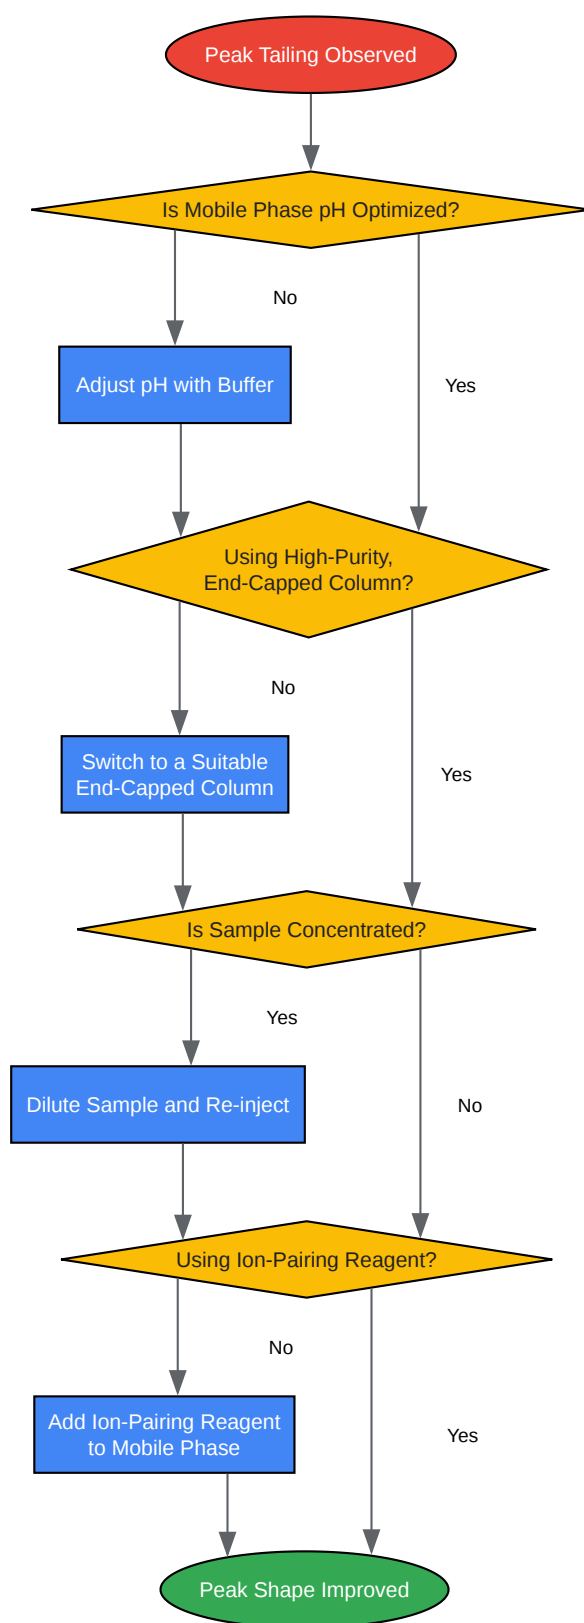 Peak Tailing Observed
Is Mobile Phase pH Optimized?
No
Adjust pH with Buffer
Yes
Using High-Purity,
End-Capped Column?
No
Switch to a Suitable
End-Capped Column
Yes
Is Sample Concentrated?
Yes
Dilute Sample and Re-inject
No
Using Ion-Pairing Reagent?
No
Add Ion-Pairing Reagent
to Mobile Phase
Yes
Peak Shape Improved